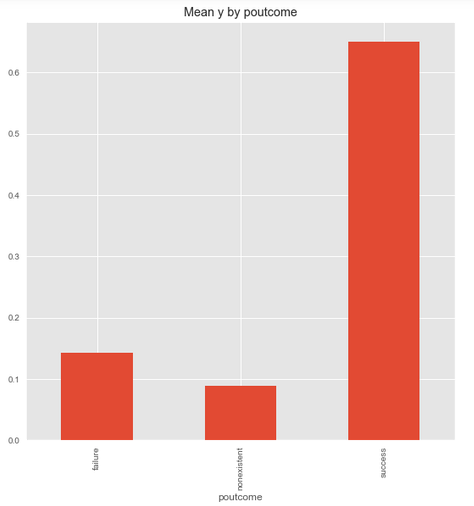 Mean y by poutcome
0.6
0.5
0.4
0.3
0.2
0.1
0.0
failure
nonexistent
success
poutcome